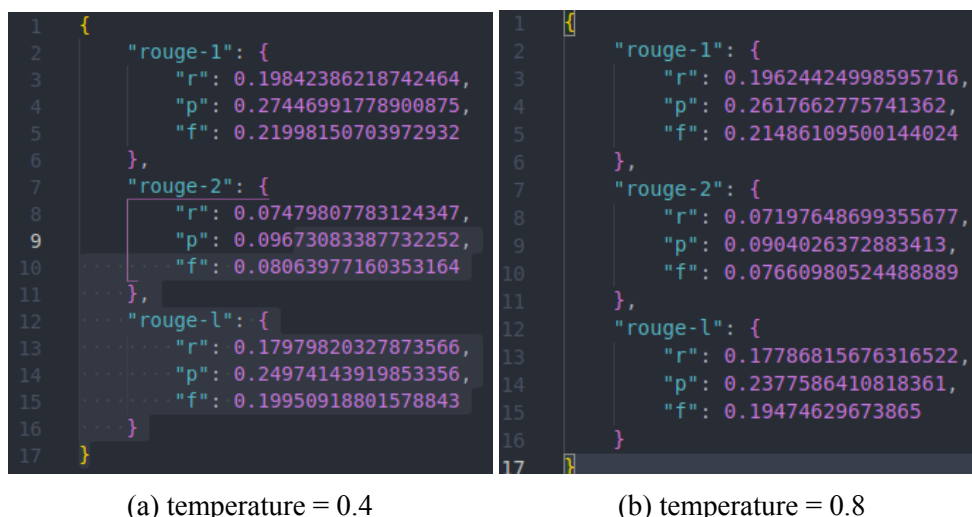 1 {
2 "rouge-1": {
3 "r": 0.19842386218742464,
4 "p": 0.27446991778900875,
5 "f": 0.21998150703972932
6 },
7 "rouge-2": {
8 "r": 0.07479807783124347,
9 "p": 0.09673083387732252,
10 "f": 0.08063977160353164
11 },
12 "rouge-l": {
13 "r": 0.17979820327873566,
14 "p": 0.24974143919853356,
15 "f": 0.19950918801578843
16 }
17 }
(a) temperature = 0.4
1 {
2 "rouge-1": {
3 "r": 0.19624424998595716,
4 "p": 0.2617662775741362,
5 "f": 0.21486109500144024
6 },
7 "rouge-2": {
8 "r": 0.07197648699355677,
9 "p": 0.0904026372883413,
10 "f": 0.07660980524488889
11 },
12 "rouge-l": {
13 "r": 0.17786815676316522,
14 "p": 0.2377586410818361,
15 "f": 0.19474629673865
16 }
17 }
(b) temperature = 0.8